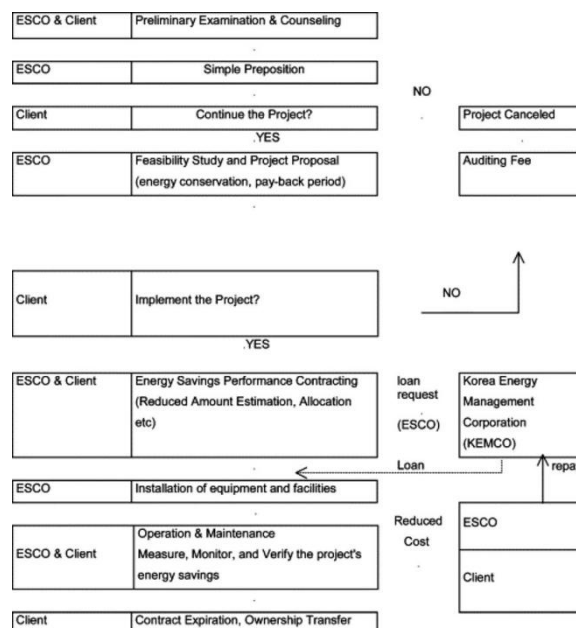 ESCO & Client Preliminary Examination & Counseling
ESCO Simple Preposition
NO
Client Continue the Project? Project Canceled
.YES
ESCO Feasibility Study and Project Proposal Auditing Fee
(energy conservation, pay-back period)
Client Implement the Project? NO
.YES
ESCO & Client Energy Savings Performance Contracting
(Reduced Amount Estimation, Allocation
etc)
loan
request
(ESCO)
Korea Energy
Management
Corporation
(KEMCO)
Loan
repa
ESCO Installation of equipment and facilities
ESCO & Client Operation & Maintenance
Measure, Monitor, and Verify the project's
energy savings
Reduced
Cost
ESCO
Client
Client Contract Expiration, Ownership Transfer